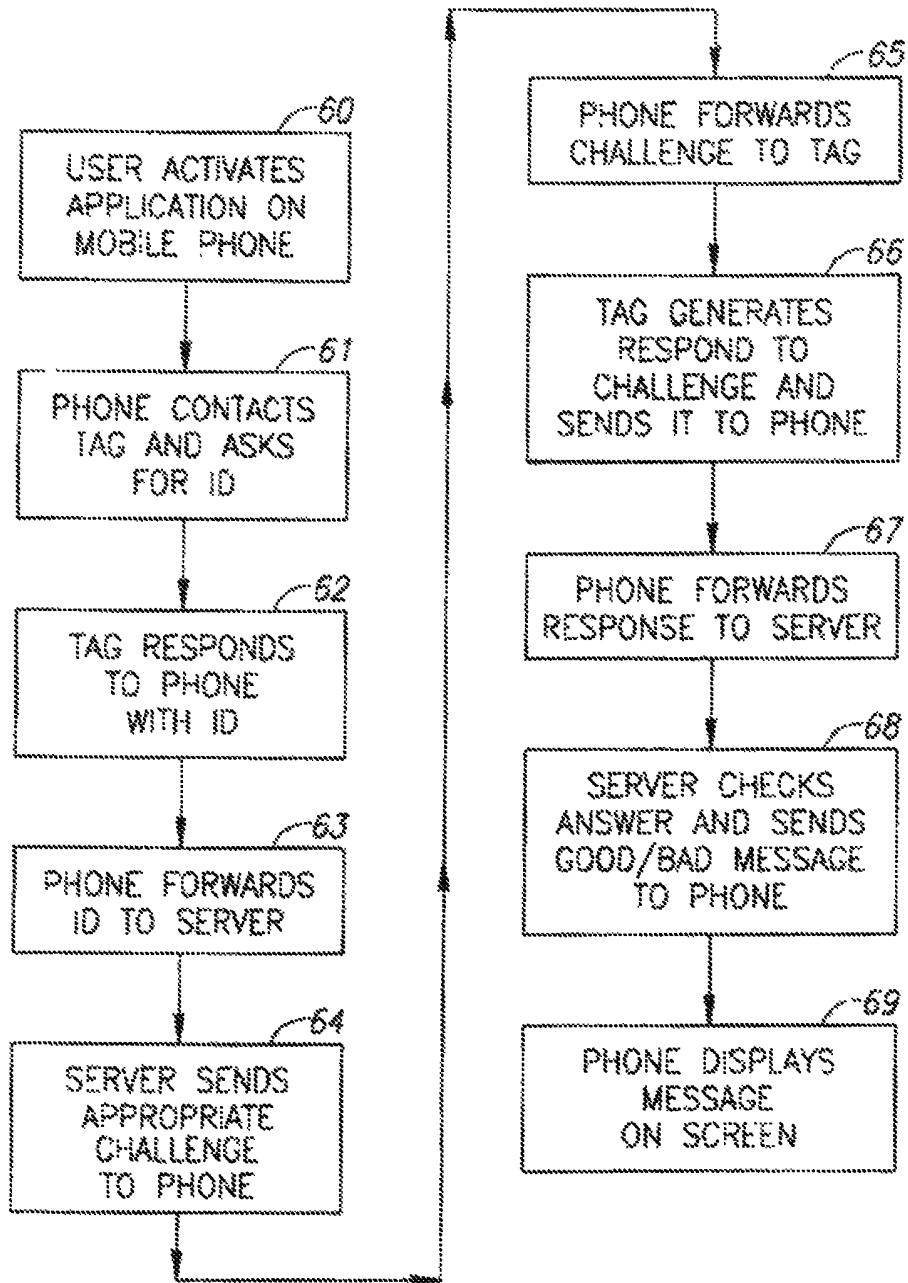 60
USER ACTIVATES
APPLICATION ON
MOBILE PHONE
61
PHONE CONTACTS
TAG AND ASKS
FOR ID
62
TAG RESPONDS
TO PHONE
WITH ID
63
PHONE FORWARDS
ID TO SERVER
64
SERVER SENDS
APPROPRIATE
CHALLENGE
TO PHONE
65
PHONE FORWARDS
CHALLENGE TO TAG
66
TAG GENERATES
RESPOND TO
CHALLENGE AND
SENDS IT TO PHONE
67
PHONE FORWARDS
RESPONSE TO SERVER
68
SERVER CHECKS
ANSWER AND SENDS
GOOD/BAD MESSAGE
TO PHONE
69
PHONE DISPLAYS
MESSAGE
ON SCREEN